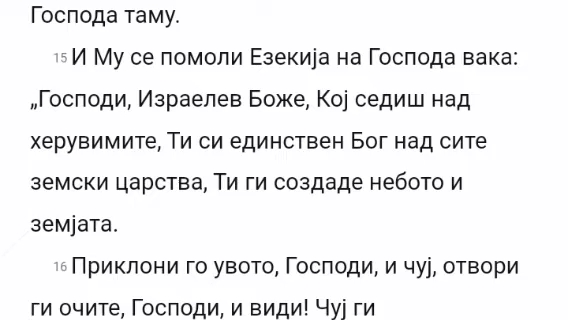 Господа таму.
15 И Му се помоли Езекија на Господа вака:
„Господи, Израелев Боже, Кој седиш над
херувимите, Ти си единствен Бог над сите
земски царства, Ти ги создаде небото и
земјата.
16 Приклони го увото, Господи, и чуј, отвори
ги очите, Господи, и види! Чуј ги